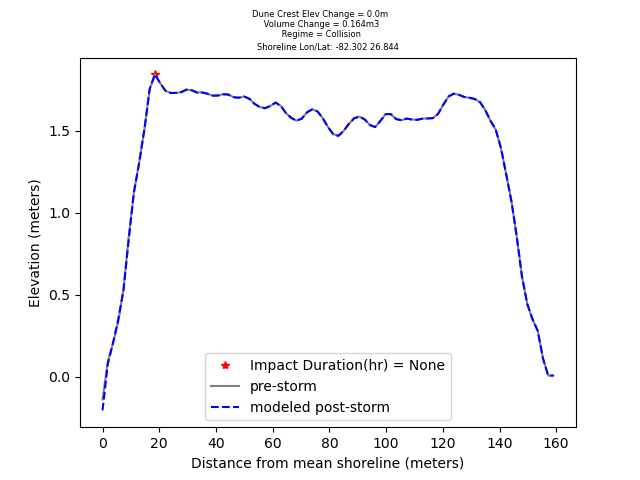 Dune Crest Elev Change = 0.0m
Volume Change = 0.164m3
Regime = Collision
Shoreline Lon/Lat: -82.302 26.844
Elevation (meters)
1.5
1.0
0.5
0.0
Impact Duration(hr) = None
pre-storm
modeled post-storm
0 20 40 60 80 100 120 140 160
Distance from mean shoreline (meters)